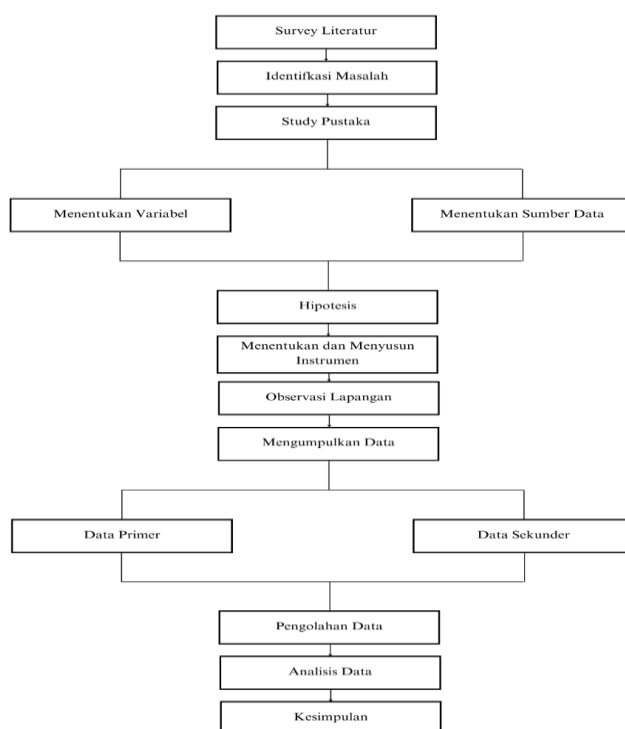 Survey Literatur
Identifkasi Masalah
Study Pustaka
Menentukan Variabel
Menentukan Sumber Data
Hipotesis
Menentukan dan Menyusun
Instrumen
Observasi Lapangan
Mengumpulkan Data
Data Primer
Data Sekunder
Pengolahan Data
Analisis Data
Kesimpulan